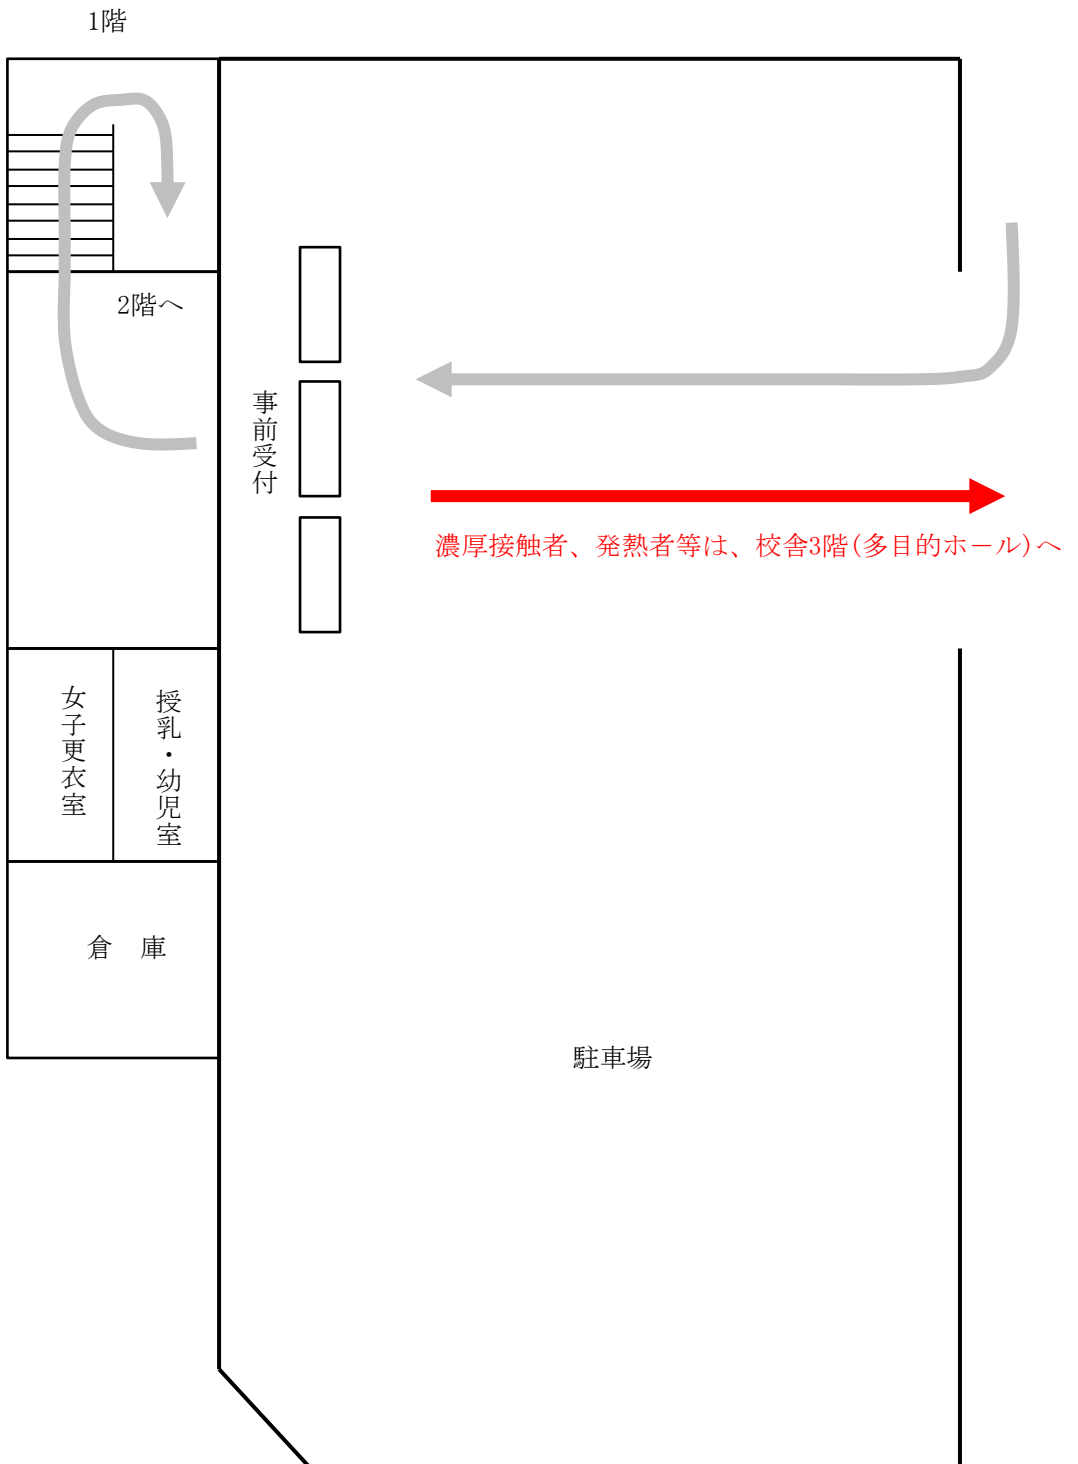 1階
2階へ
事前受付
濃厚接触者、発熱者等は、校舎3階(多目的ホール)へ
女子更衣室
授乳・幼児室
倉　庫
駐車場